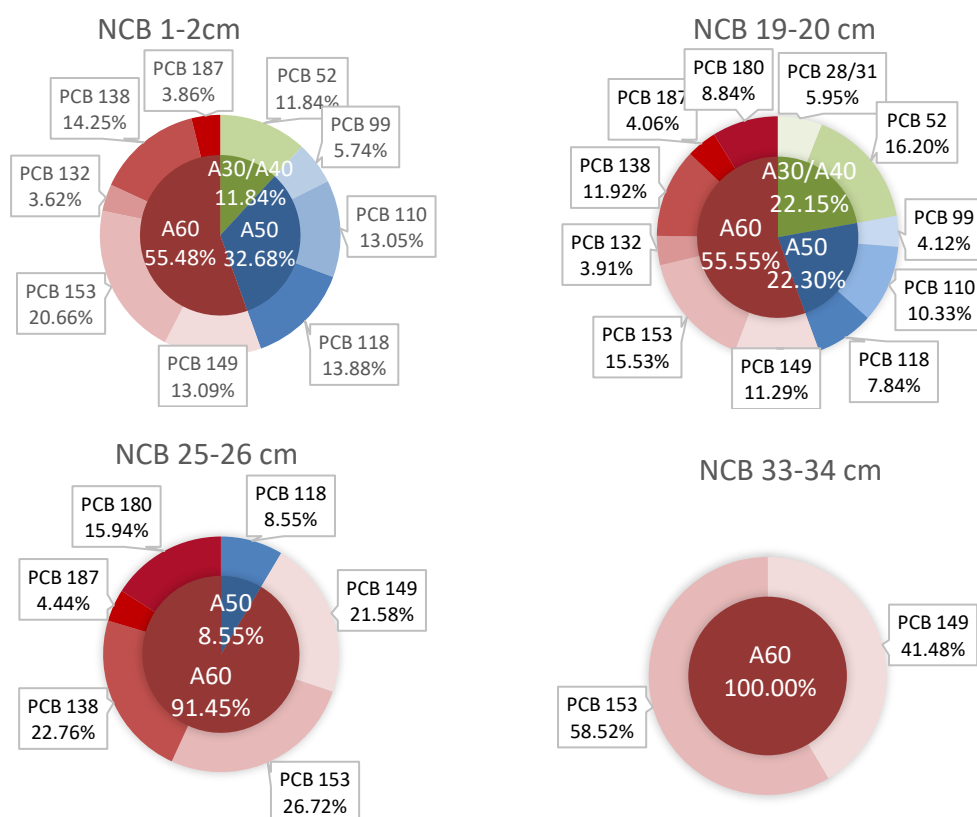 NCB 1-2cm
PCB 187
3.86%
PCB 52
11.84%
PCB 138
14.25%
PCB 99
5.74%
PCB 132
3.62%
A30/A40
11.84%
A60
55.48%
A50
32.68%
PCB 110
13.05%
PCB 153
20.66%
PCB 118
13.88%
PCB 149
13.09%
NCB 19-20 cm
PCB 180
8.84%
PCB 28/31
5.95%
PCB 187
4.06%
PCB 52
16.20%
PCB 138
11.92%
A30/A40
22.15%
PCB 99
4.12%
PCB 132
3.91%
A60
55.55%
A50
22.30%
PCB 110
10.33%
PCB 153
15.53%
PCB 118
7.84%
PCB 149
11.29%
NCB 25-26 cm
PCB 180
15.94%
PCB 118
8.55%
PCB 187
4.44%
A50
8.55%
PCB 149
21.58%
A60
91.45%
PCB 138
22.76%
PCB 153
26.72%
NCB 33-34 cm
PCB 149
41.48%
A60
100.00%
PCB 153
58.52%